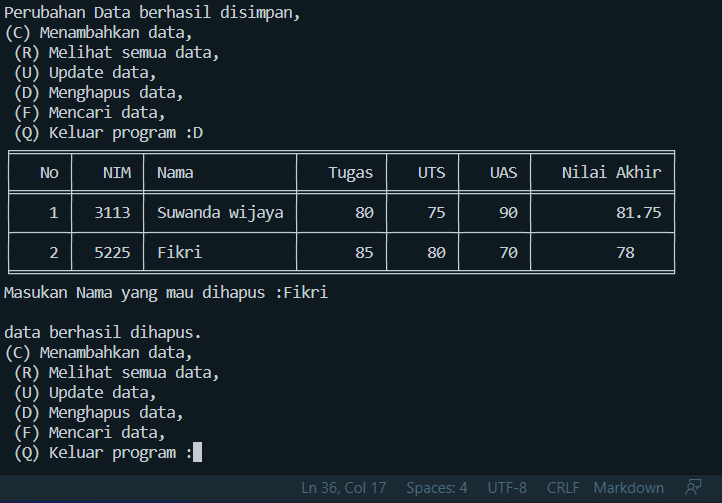 Perubahan Data berhasil disimpan,
(C) Menambahkan data,
(R) Melihat semua data,
(U) Update data,
(D) Menghapus data,
(F) Mencari data,
(Q) Keluar program :D
No NIM Nama Tugas UTS UAS Nilai Akhir
1 3113 Suwanda wijaya 80 75 90 81.75
2 5225 Fikri 85 80 70 78
Masukan Nama yang mau dihapus :Fikri
data berhasil dihapus.
(C) Menambahkan data,
(R) Melihat semua data,
(U) Update data,
(D) Menghapus data,
(F) Mencari data,
(Q) Keluar program :
Ln 36, Col 17 Spaces: 4 UTF-8 CRLF Markdown